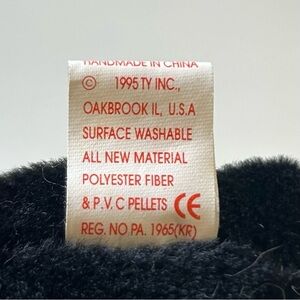 HANDMADE IN CHINA
© 1995 TY INC.,
OAKBROOK IL, U.S.A
SURFACE WASHABLE
ALL NEW MATERIAL
POLYESTER FIBER
& P.V.C PELLETS CE
REG. NO PA. 1965(KR)